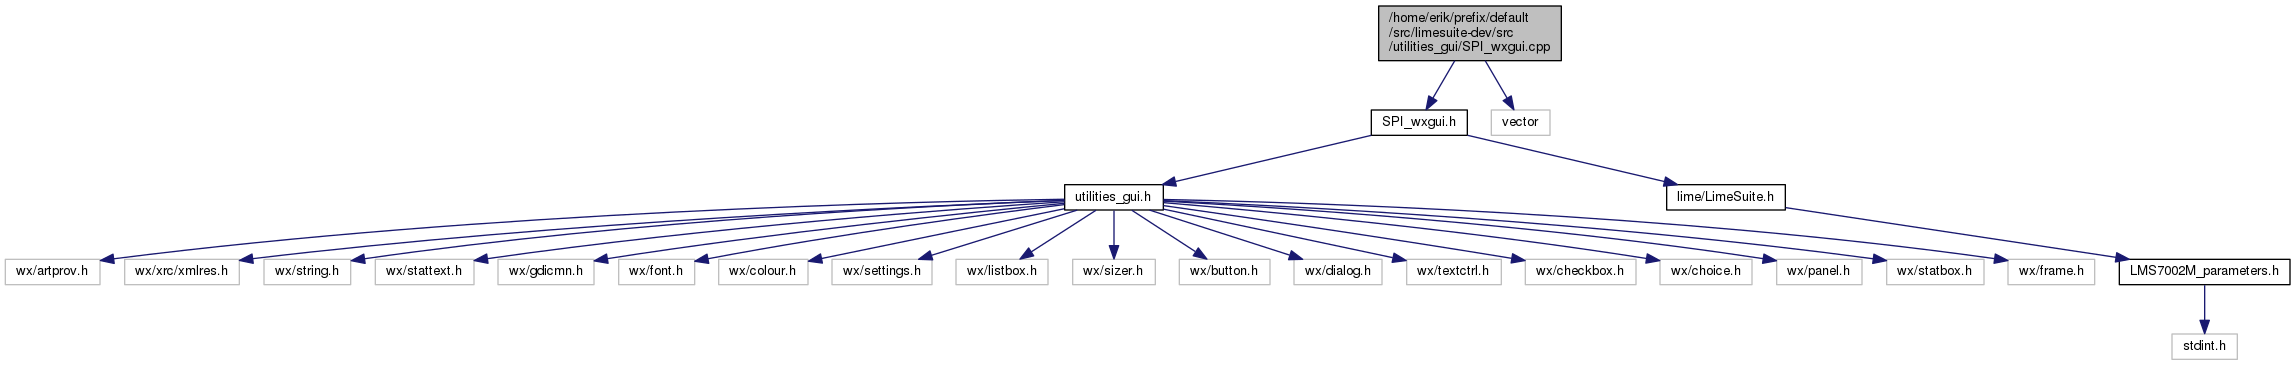 /home/erik/prefix/default
/src/limesuite-dev/src
/utilities_gui/SPI_wxgui.cpp
SPI_wxgui.h
vector
utilities_gui.h
lime/LimeSuite.h
wx/artprov.h
wx/xrc/xmlres.h
wx/string.h
wx/stattext.h
wx/gdicmn.h
wx/font.h
wx/colour.h
wx/settings.h
wx/listbox.h
wx/sizer.h
wx/button.h
wx/dialog.h
wx/textctrl.h
wx/checkbox.h
wx/choice.h
wx/panel.h
wx/statbox.h
wx/frame.h
LMS7002M_parameters.h
stdint.h